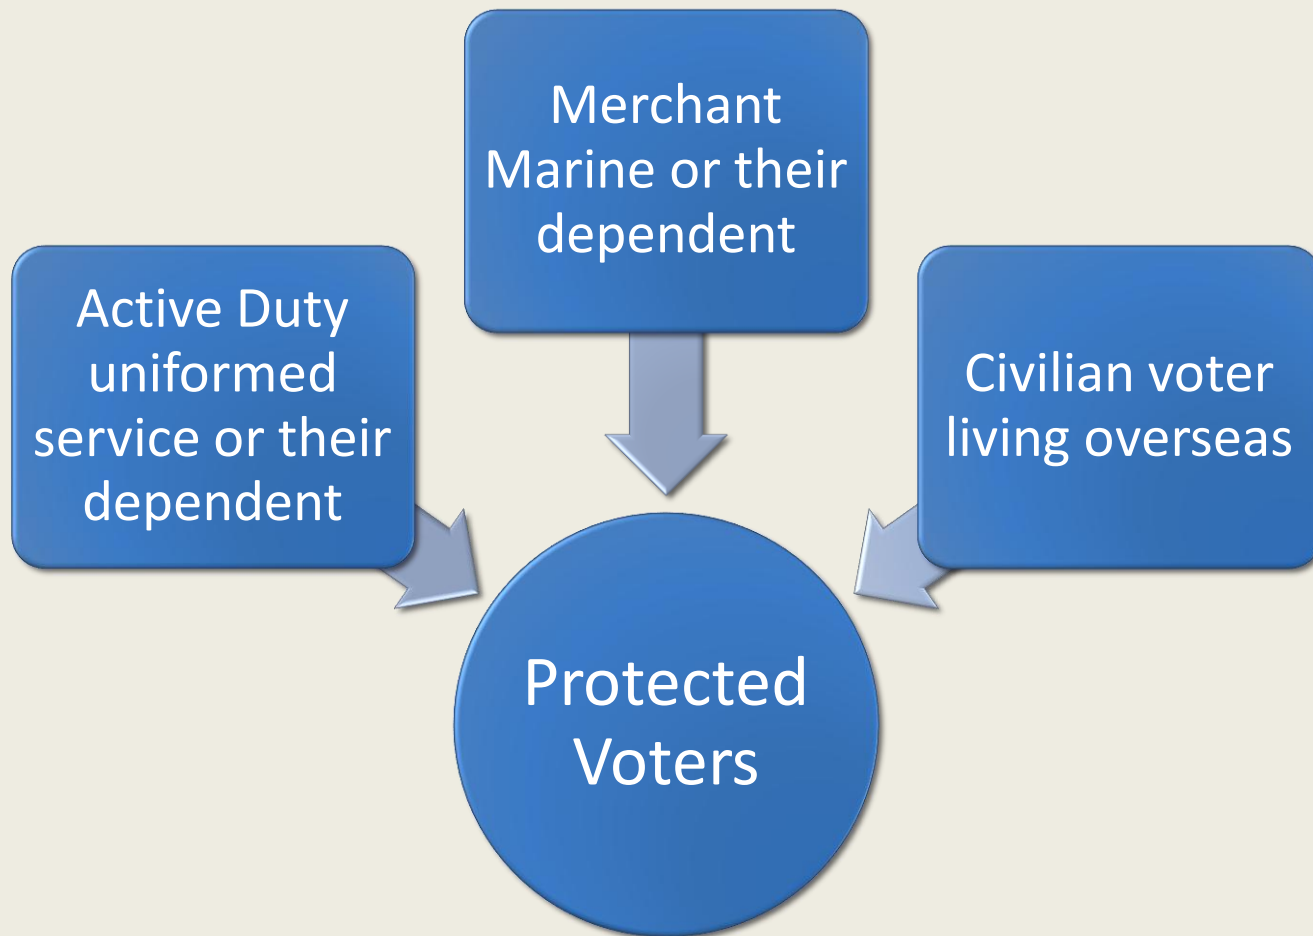 Merchant
Marine or their
dependent
Active Duty
uniformed
service or their
dependent
Civilian voter
living overseas
Protected
Voters